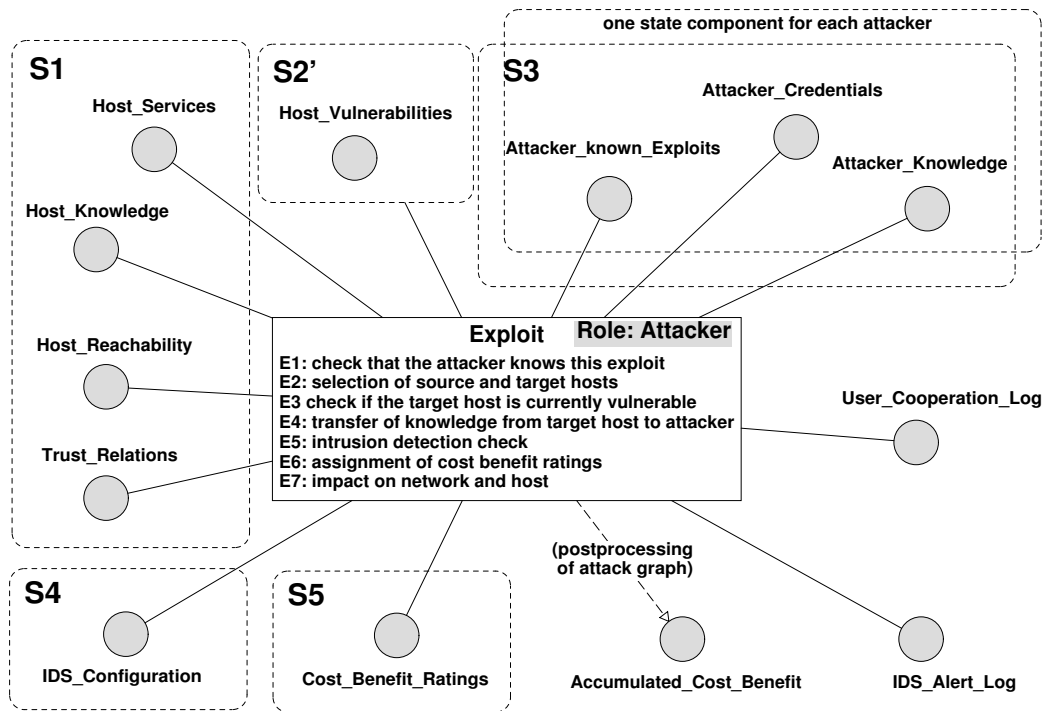 one state component for each attacker
S1
S2’
S3
Host_Services
Host_Vulnerabilities
Attacker_Credentials
Attacker_known_Exploits
Attacker_Knowledge
Host_Knowledge
Host_Reachability
Trust_Relations
Exploit
Role: Attacker
E1: check that the attacker knows this exploit
E2: selection of source and target hosts
E3 check if the target host is currently vulnerable
E4: transfer of knowledge from target host to attacker
E5: intrusion detection check
E6: assignment of cost benefit ratings
E7: impact on network and host
User_Cooperation_Log
(postprocessing
of attack graph)
S4
S5
IDS_Configuration
Cost_Benefit_Ratings
Accumulated_Cost_Benefit
IDS_Alert_Log